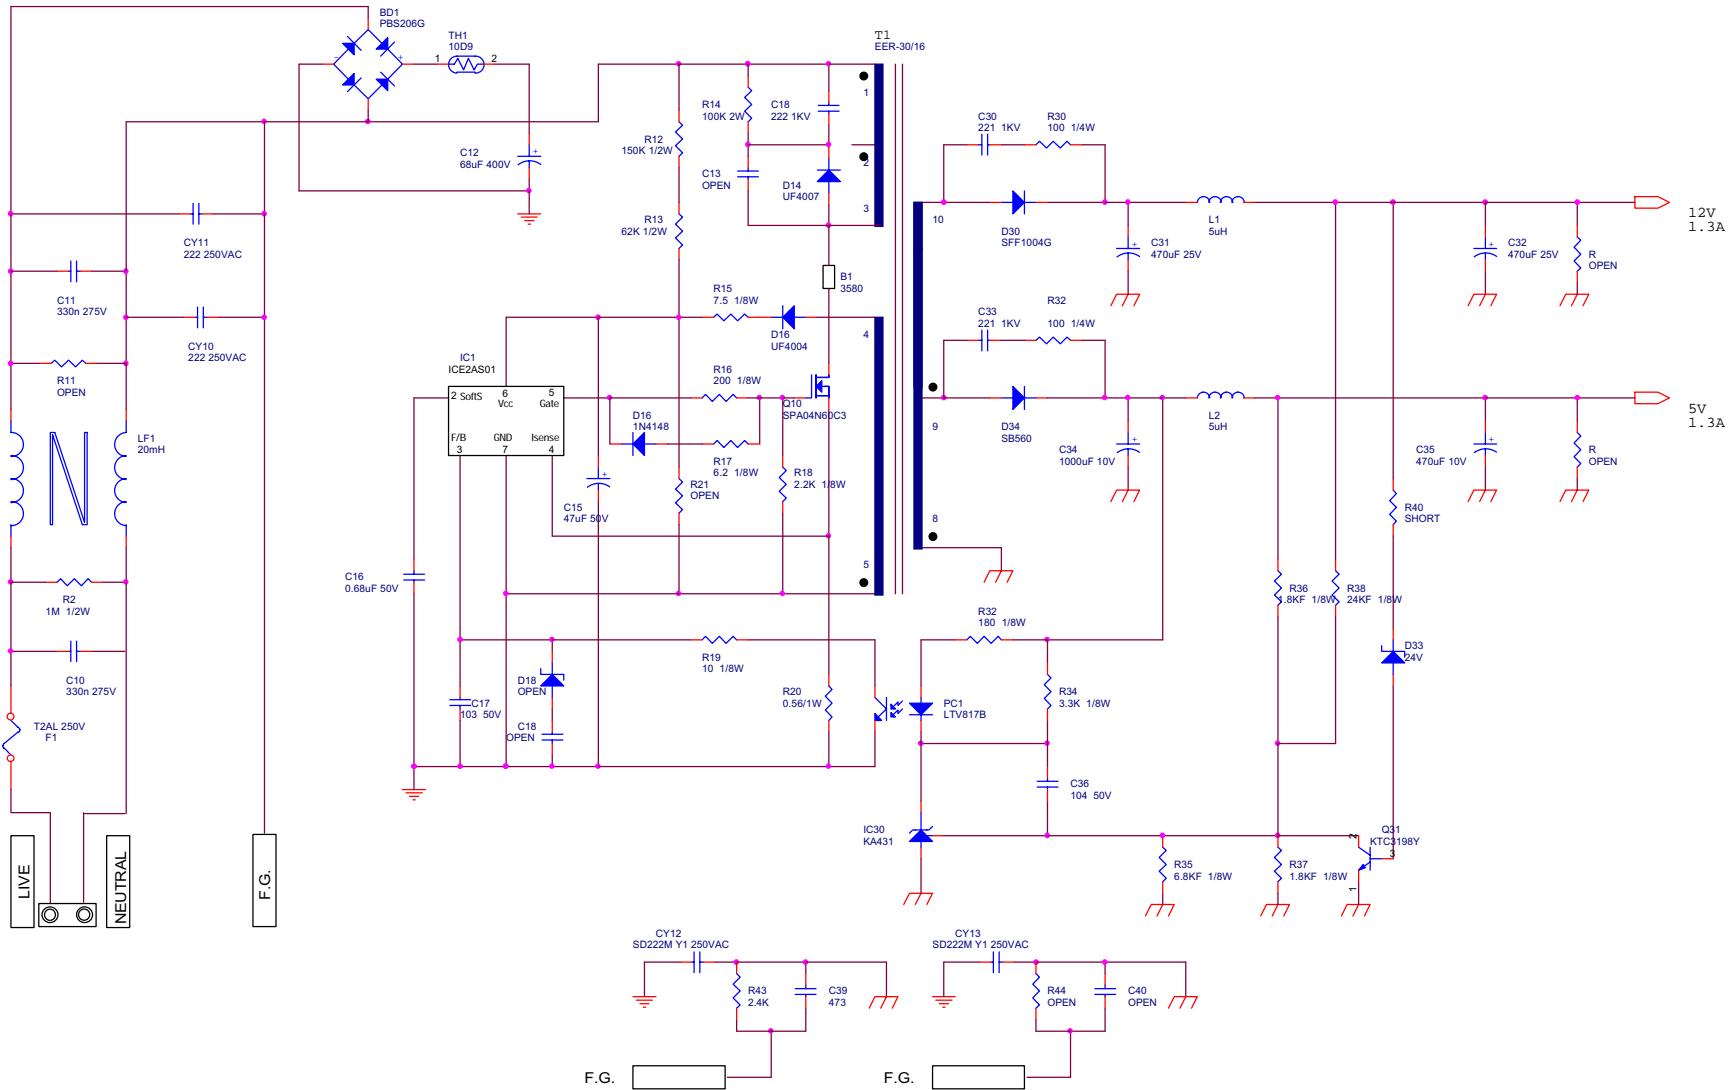 BD1
PBS206G
TH1
10D9
1
2
T1
EER-30/16
1
R14
100K 2W
C18
222 1KV
R12
150K 1/2W
C12
68uF 400V
+
C13
OPEN
D14
UF4007
2
3
R13
62K 1/2W
C30
221 1KV
R30
100 1/4W
10
D30
SFF1004G
L1
5uH
12V
1.3A
C31
470uF 25V
C32
470uF 25V
R
OPEN
CY11
222 250VAC
C11
330n 275V
CY10
222 250VAC
B1
3580
R15
7.5 1/8W
D16
UF4004
4
C33
221 1KV
R32
100 1/4W
R11
OPEN
IC1
ICE2AS01
2 SoftS
6
Vcc
5
Gate
F/B
3
GND
7
Isense
4
R16
200 1/8W
Q10
SPA04N60C3
D16
1N4148
R17
6.2 1/8W
R18
2.2K 1/8W
R21
OPEN
C15
47uF 50V
9
D34
SB560
L2
5uH
5V
1.3A
C34
1000uF 10V
C35
470uF 10V
R
OPEN
LF1
20mH
R40
SHORT
8
5
C16
0.68uF 50V
R2
1M 1/2W
R36
1.8KF 1/8W
R38
24KF 1/8W
R32
180 1/8W
R19
10 1/8W
D33
24V
C10
330n 275V
D18
OPEN
C17
103 50V
C18
OPEN
R20
0.56/1W
PC1
LTV817B
R34
3.3K 1/8W
T2AL 250V
F1
C36
104 50V
IC30
KA431
2
Q31
KTC3198Y
3
1
R35
6.8KF 1/8W
R37
1.8KF 1/8W
LIVE
NEUTRAL
F.G.
CY12
SD222M Y1 250VAC
R43
2.4K
C39
473
F.G.
CY13
SD222M Y1 250VAC
R44
OPEN
C40
OPEN
F.G.